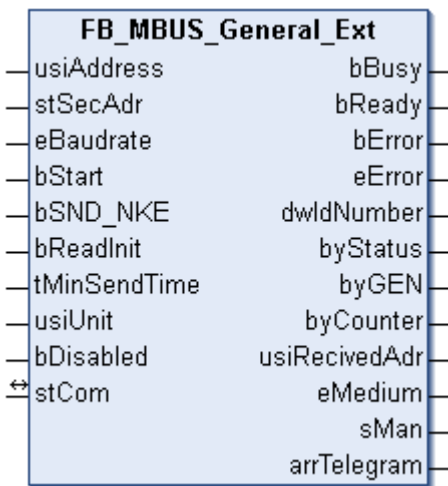 FB_MBUS_General_Ext
usiAddress bBusy
stSecAdr bReady
eBaudrate bError
bStart eError
bSND_NKE dwIdNumber
bReadInit byStatus
tMinSendTime byGEN
usiUnit byCounter
bDisabled usiRecivedAdr
stCom eMedium
sMan
arrTelegram